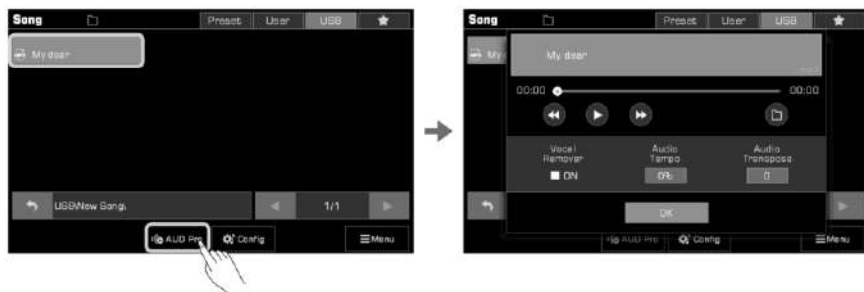 Song Preset User USB
My dear
USB\New Song\ 1/1
AUD Pro Config Menu
Song Preset User USB
My
My dear
00:00 00:00
Vocal Remover Audio Tempo Audio Transpose
ON 0% 0
OK
AUD Pro Config Menu